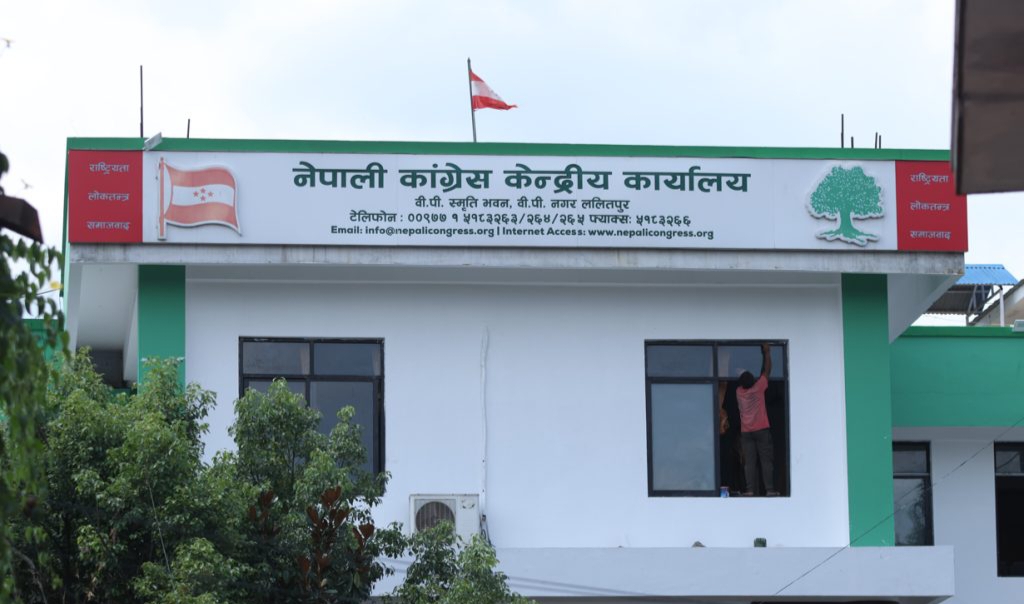 राष्ट्रियता
लोकतन्त्र
समाजवाद
नेपाली कांग्रेस केन्द्रीय कार्यालय
वी.पी. स्मृति भवन, वी.पी. नगर ललितपुर
टेलिफोन : ००९७७ १ ५१८३२६३/२६४/२६५ फ्याक्स: ५१८३२६६
Email: info@nepalicongress.org | Internet Access: www.nepalicongress.org
राष्ट्रियता
लोकतन्त्र
समाजवाद